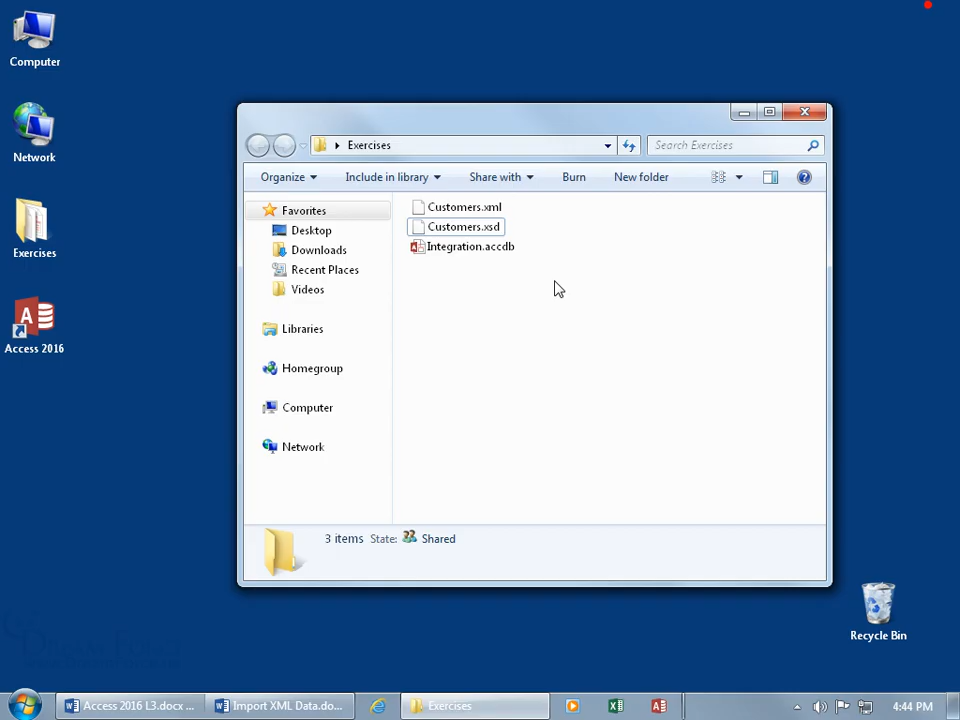 Computer
Network
Exercises
Access 2016
Exercises
Search Exercises
Organize
Include in library
Share with
Burn
New folder
Favorites
Desktop
Downloads
Recent Places
Videos
Libraries
Homegroup
Computer
Network
Customers.xml
Customers.xsd
Integration.accdb
3 items State: Shared
Recycle Bin
Access 2016 L3.docx ...
Import XML Data.do...
Exercises
4:44 PM